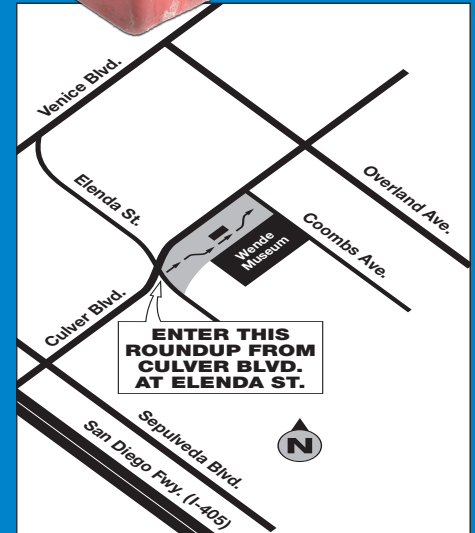 Venice Blvd.
Elenda St.
Overland Ave.
Coombs Ave.
Wende
Museum
Culver Blvd.
ENTER THIS
ROUNDUP FROM
CULVER BLVD.
AT ELENDA ST.
Sepulveda Blvd.
San Diego Fwy. (I-405)
N